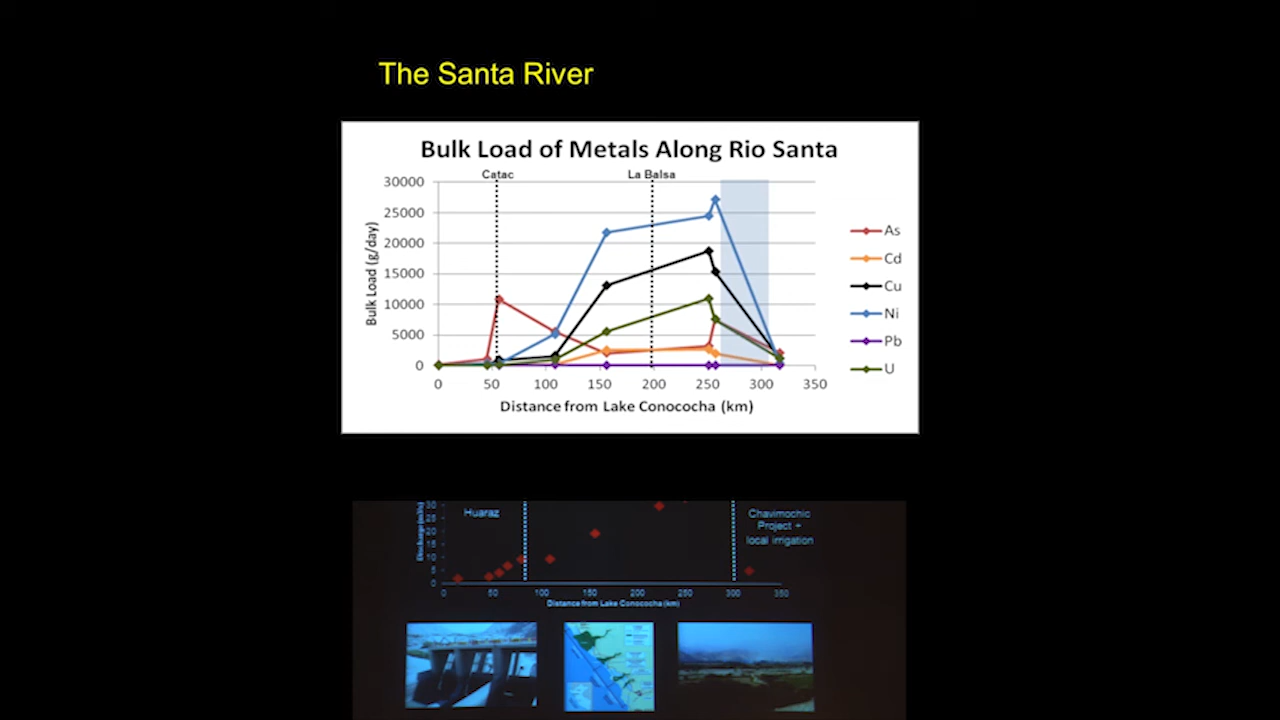 The Santa River
Bulk Load of Metals Along Rio Santa
Catac
La Balsa
30000
25000
20000
15000
10000
5000
0
Bulk Load (g/day)
0 50 100 150 200 250 300 350
Distance from Lake Conococha (km)
As
Cd
Cu
Ni
Pb
U
30
25
20
15
10
5
0
Huaraz
Chavimochic
Project +
local irrigation
0 50 100 150 200 250 300 350
Distance from Lake Conococha (km)